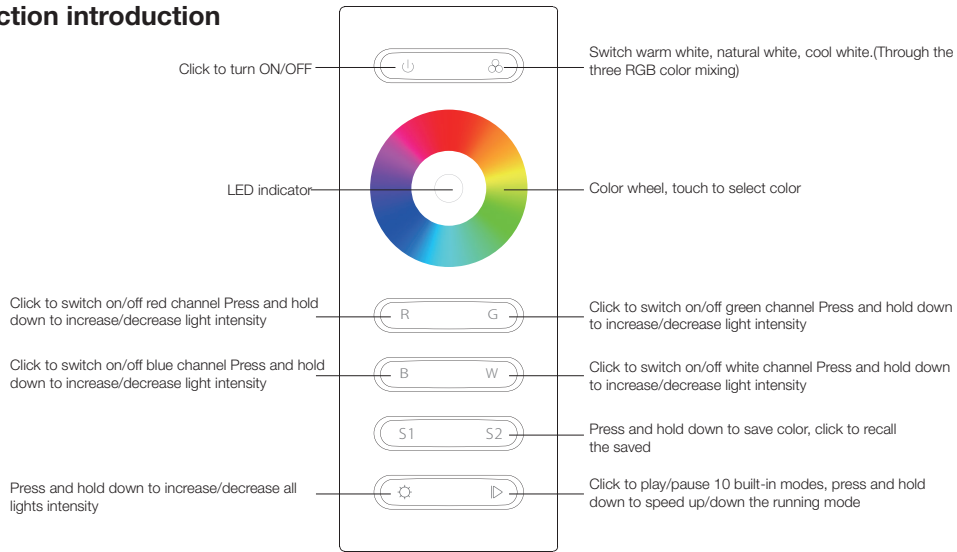 ction introduction
Click to turn ON/OFF
Switch warm white, natural white, cool white.(Through the
three RGB color mixing)
LED indicator
Color wheel, touch to select color
Click to switch on/off red channel Press and hold
down to increase/decrease light intensity
R
G
Click to switch on/off green channel Press and hold down
to increase/decrease light intensity
Click to switch on/off blue channel Press and hold
down to increase/decrease light intensity
B
W
Click to switch on/off white channel Press and hold down
to increase/decrease light intensity
S1
S2
Press and hold down to save color, click to recall
the saved
Press and hold down to increase/decrease all
lights intensity
Click to play/pause 10 built-in modes, press and hold
down to speed up/down the running mode